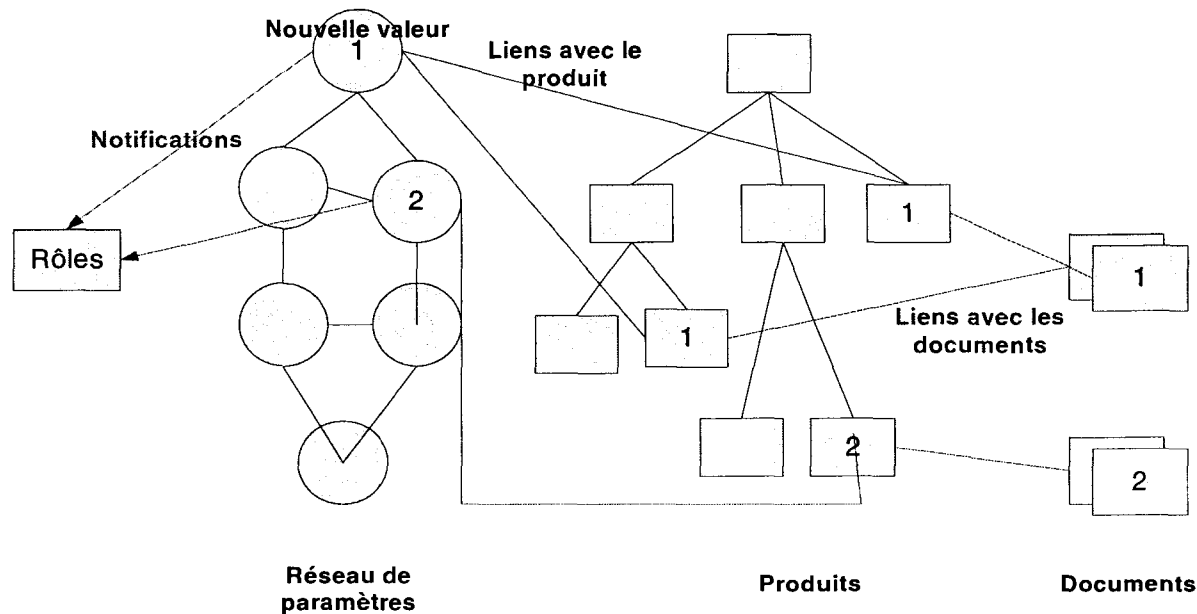 Nouvelle valeur
1
Liens avec le
produit
Notifications
2
1
Rôles
1
1
Liens avec les
documents
2
2
Réseau de
paramètres
Produits
Documents